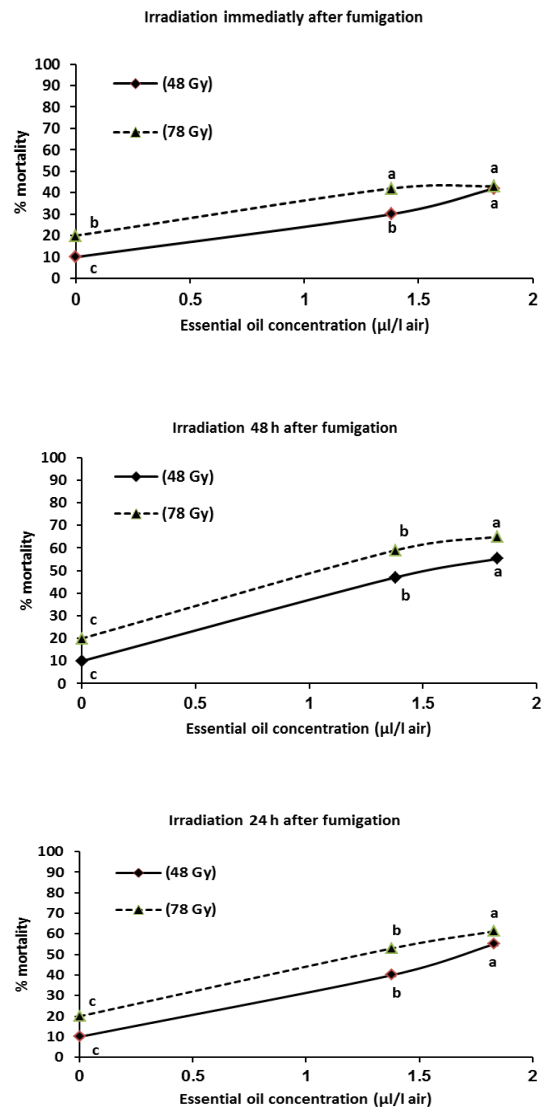 Irradiation immediatly after fumigation
100
90
80
70
60
50
40
30
20
10
0
% mortality
(48 Gy)
(78 Gy)
b
c
a
b
a
a
0 0.5 1 1.5 2
Essential oil concentration (µl/l air)
Irradiation 48 h after fumigation
100
90
80
70
60
50
40
30
20
10
0
% mortality
(48 Gy)
(78 Gy)
c
c
b
b
a
a
0 0.5 1 1.5 2
Essential oil concentration (µl/l air)
Irradiation 24 h after fumigation
100
90
80
70
60
50
40
30
20
10
0
% mortality
(48 Gy)
(78 Gy)
c
c
b
b
a
a
0 0.5 1 1.5 2
Essential oil concentration (µl/l air)